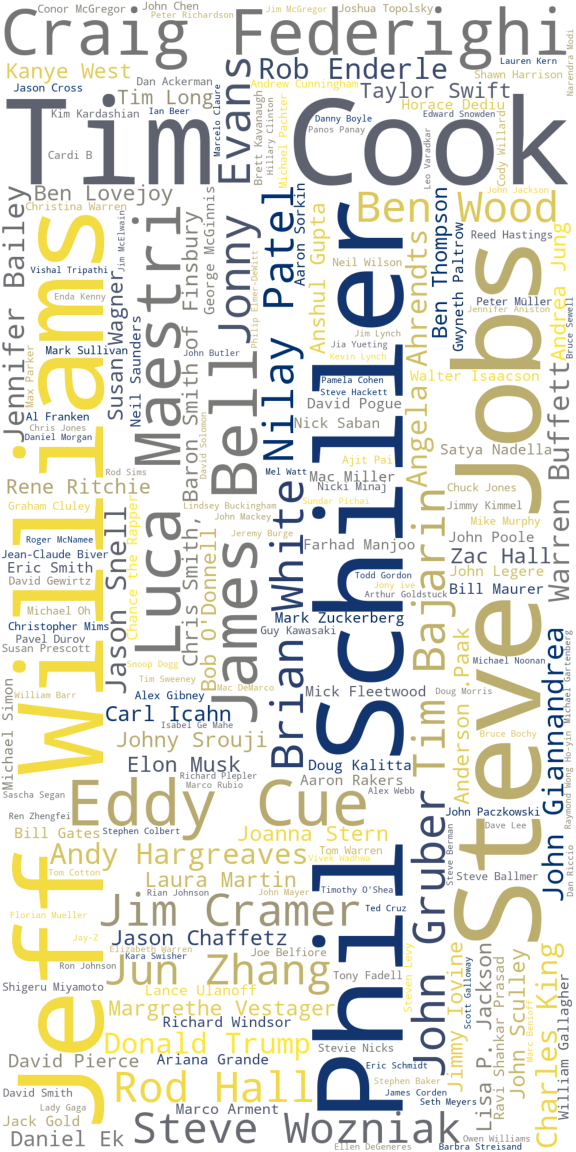 Conor McGregor
John Chen
Peter Richardson
Jim McGregor
Joshua Topolsky
Craig Federighi
Lauren Kern
Narendra Modi
Kanye West
Rob Enderle
Shawn Harrison
Jason Cross
Dan Ackerman
Andrew Cunningham
Tim Long
Taylor Swift
Horace Dediu
Kim Kardashian
Ian Beer
Marcelo Claure
Evans
Brett Kavanaugh
Hillary Clinton
Michael Pachter
Danny Boyle
Panos Panay
Edward Snowden
Leo Varadkar
Cody Willard
Cardi B
Tim Cook
Ben Lovejoy
John Jackson
Jennifer Bailey
Christina Warren
Jim McElwain
George McGinnis
Aaron Sorkin
Ben Wood
Ben Thompson
Gwyneth Paltrow
Reed Hastings
Andrea Jung
Bruce Sewell
Vishal Tripathi
Enda Kenny
Mark Sullivan
Max Parker
Susan Wagner
Neil Saunders
Luca Maestri
Chris Smith, Baron Smith of Finsbury
John Butler
Philip Elmer-DeWitt
Jonny
Nilay Patel
Anshul Gupta
Neil Wilson
Jim Lynch
Jia Yueting
Kevin Lynch
Angela Ahrendts
Peter Müller
Jennifer Aniston
Walter Isaacson
Pamela Cohen
Steve Hackett
David Pogue
Nick Saban
Al Franken
Chris Jones
Daniel Morgan
Rod Sims
David Solomon
James Bell
Mel Watt
Ajit Pai
Mac Miller
Nicki Minaj
Sundar Pichai
Satya Nadella
Warren Buffett
Chuck Jones
Jimmy Kimmel
Mike Murphy
John Poole
Zac Hall
John Legere
Bill Maurer
Rene Ritchie
Graham Cluley
Roger McNamee
Jean-Claude Biver
Eric Smith
David Gewirtz
Michael Oh
Christopher Mims
Pavel Durov
Susan Prescott
Jason Snell
Chance the Rapper
Lindsey Buckingham
John Mackey
Jeremy Burge
Bob O'Donnell
Brian White
Farhad Manjoo
Todd Gordon
Jony ive
Arthur Goldstuck
Mark Zuckerberg
Guy Kawasaki
Phil Schiller
Tim Bajarin
Steve Jobs
Jeff Williams
Michael Simon
William Barr
Snoop Dogg
Tim Sweeney
Alex Gibney
Mac DeMarco
Carl Icahn
Isabel Ge Mahe
Johny Srouji
Mick Fleetwood
Doug Morris
Anderson .Paak
Michael Noonan
Bruce Bochy
John Giannandrea
Raymond Wong Ho-yin
Michael Gartenberg
Elon Musk
Richard Plepler
Marco Rubio
Doug Kalitta
Aaron Rakers
Alex Webb
Sascha Segan
Eddy Cue
Ren Zhengfei
Bill Gates
Stephen Colbert
Joanna Stern
John Gruber
John Paczkowski
Dave Lee
Steve Berman
Andy Hargreaves
Tom Warren
Vivek Wadhwa
Tom Cotton
Laura Martin
Timothy O'Shea
Steve Ballmer
Dan Riccio
Rian Johnson
John Mayer
Florian Mueller
Jim Cramer
Ted Cruz
Jay-Z
Jason Chaffetz
Elizabeth Warren
Kara Swisher
Joe Belfiore
Ron Johnson
Jun Zhang
Tony Fadell
Steven Levy
Jimmy Iovine
Scott Galloway
Lisa P. Jackson
Ravi Shankar Prasad
John Sculley
Marc Benioff
Charles King
William Gallagher
Shigeru Miyamoto
Lance Ulanoff
Margrethe Vestager
Richard Windsor
Donald Trump
Stevie Nicks
David Pierce
Ariana Grande
Eric Schmidt
Stephen Baker
Rod Hall
James Corden
Seth Meyers
David Smith
Lady Gaga
Marco Arment
Jack Gold
Daniel Ek
Steve Wozniak
Owen Williams
Ellen DeGeneres
Barbra Streisand